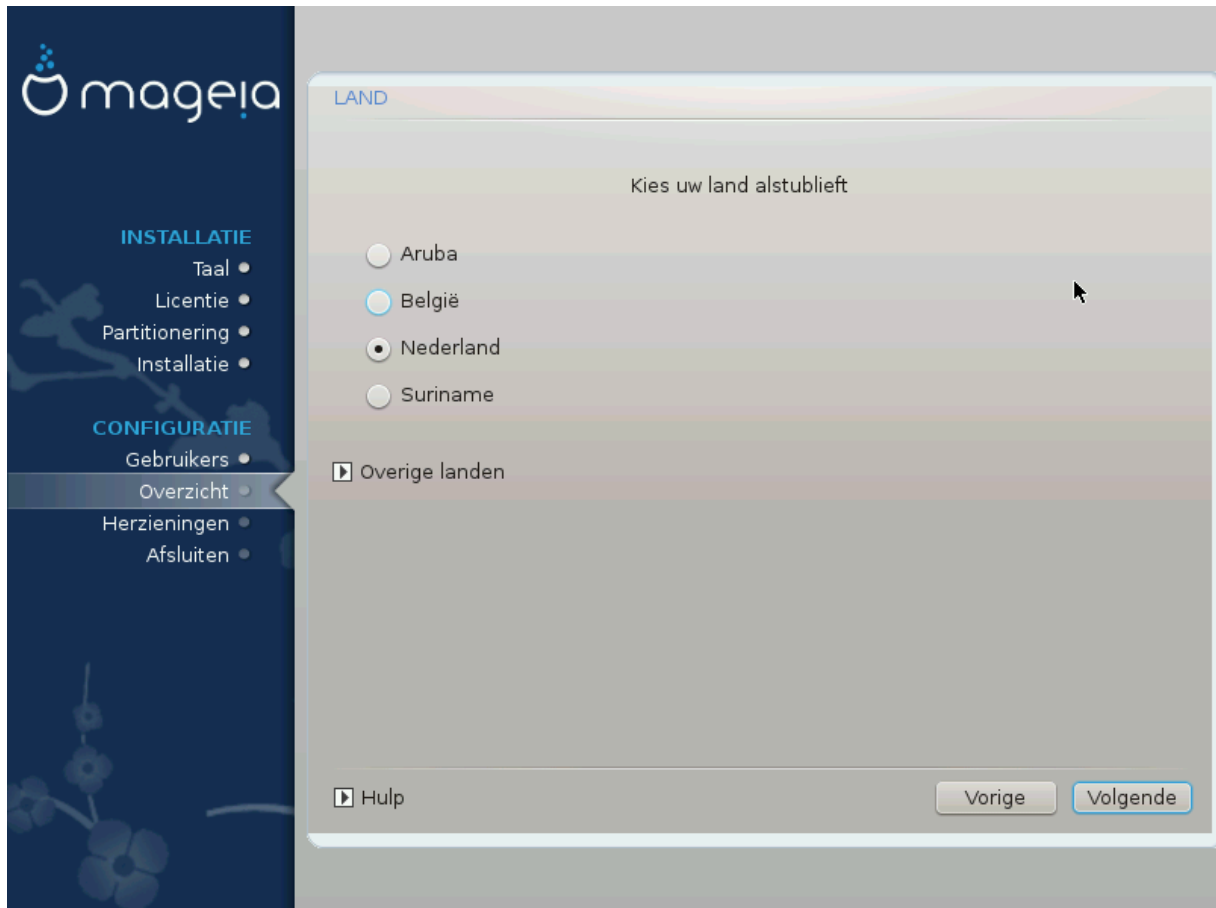 mageia
INSTALLATIE
Taal
Licentie
Partitionering
Installatie
CONFIGURATIE
Gebruikers
Overzicht
Herzieningen
Afsluiten
LAND
Kies uw land alstublieft
Aruba
België
Nederland
Suriname
Overige landen
Hulp
Vorige
Volgende